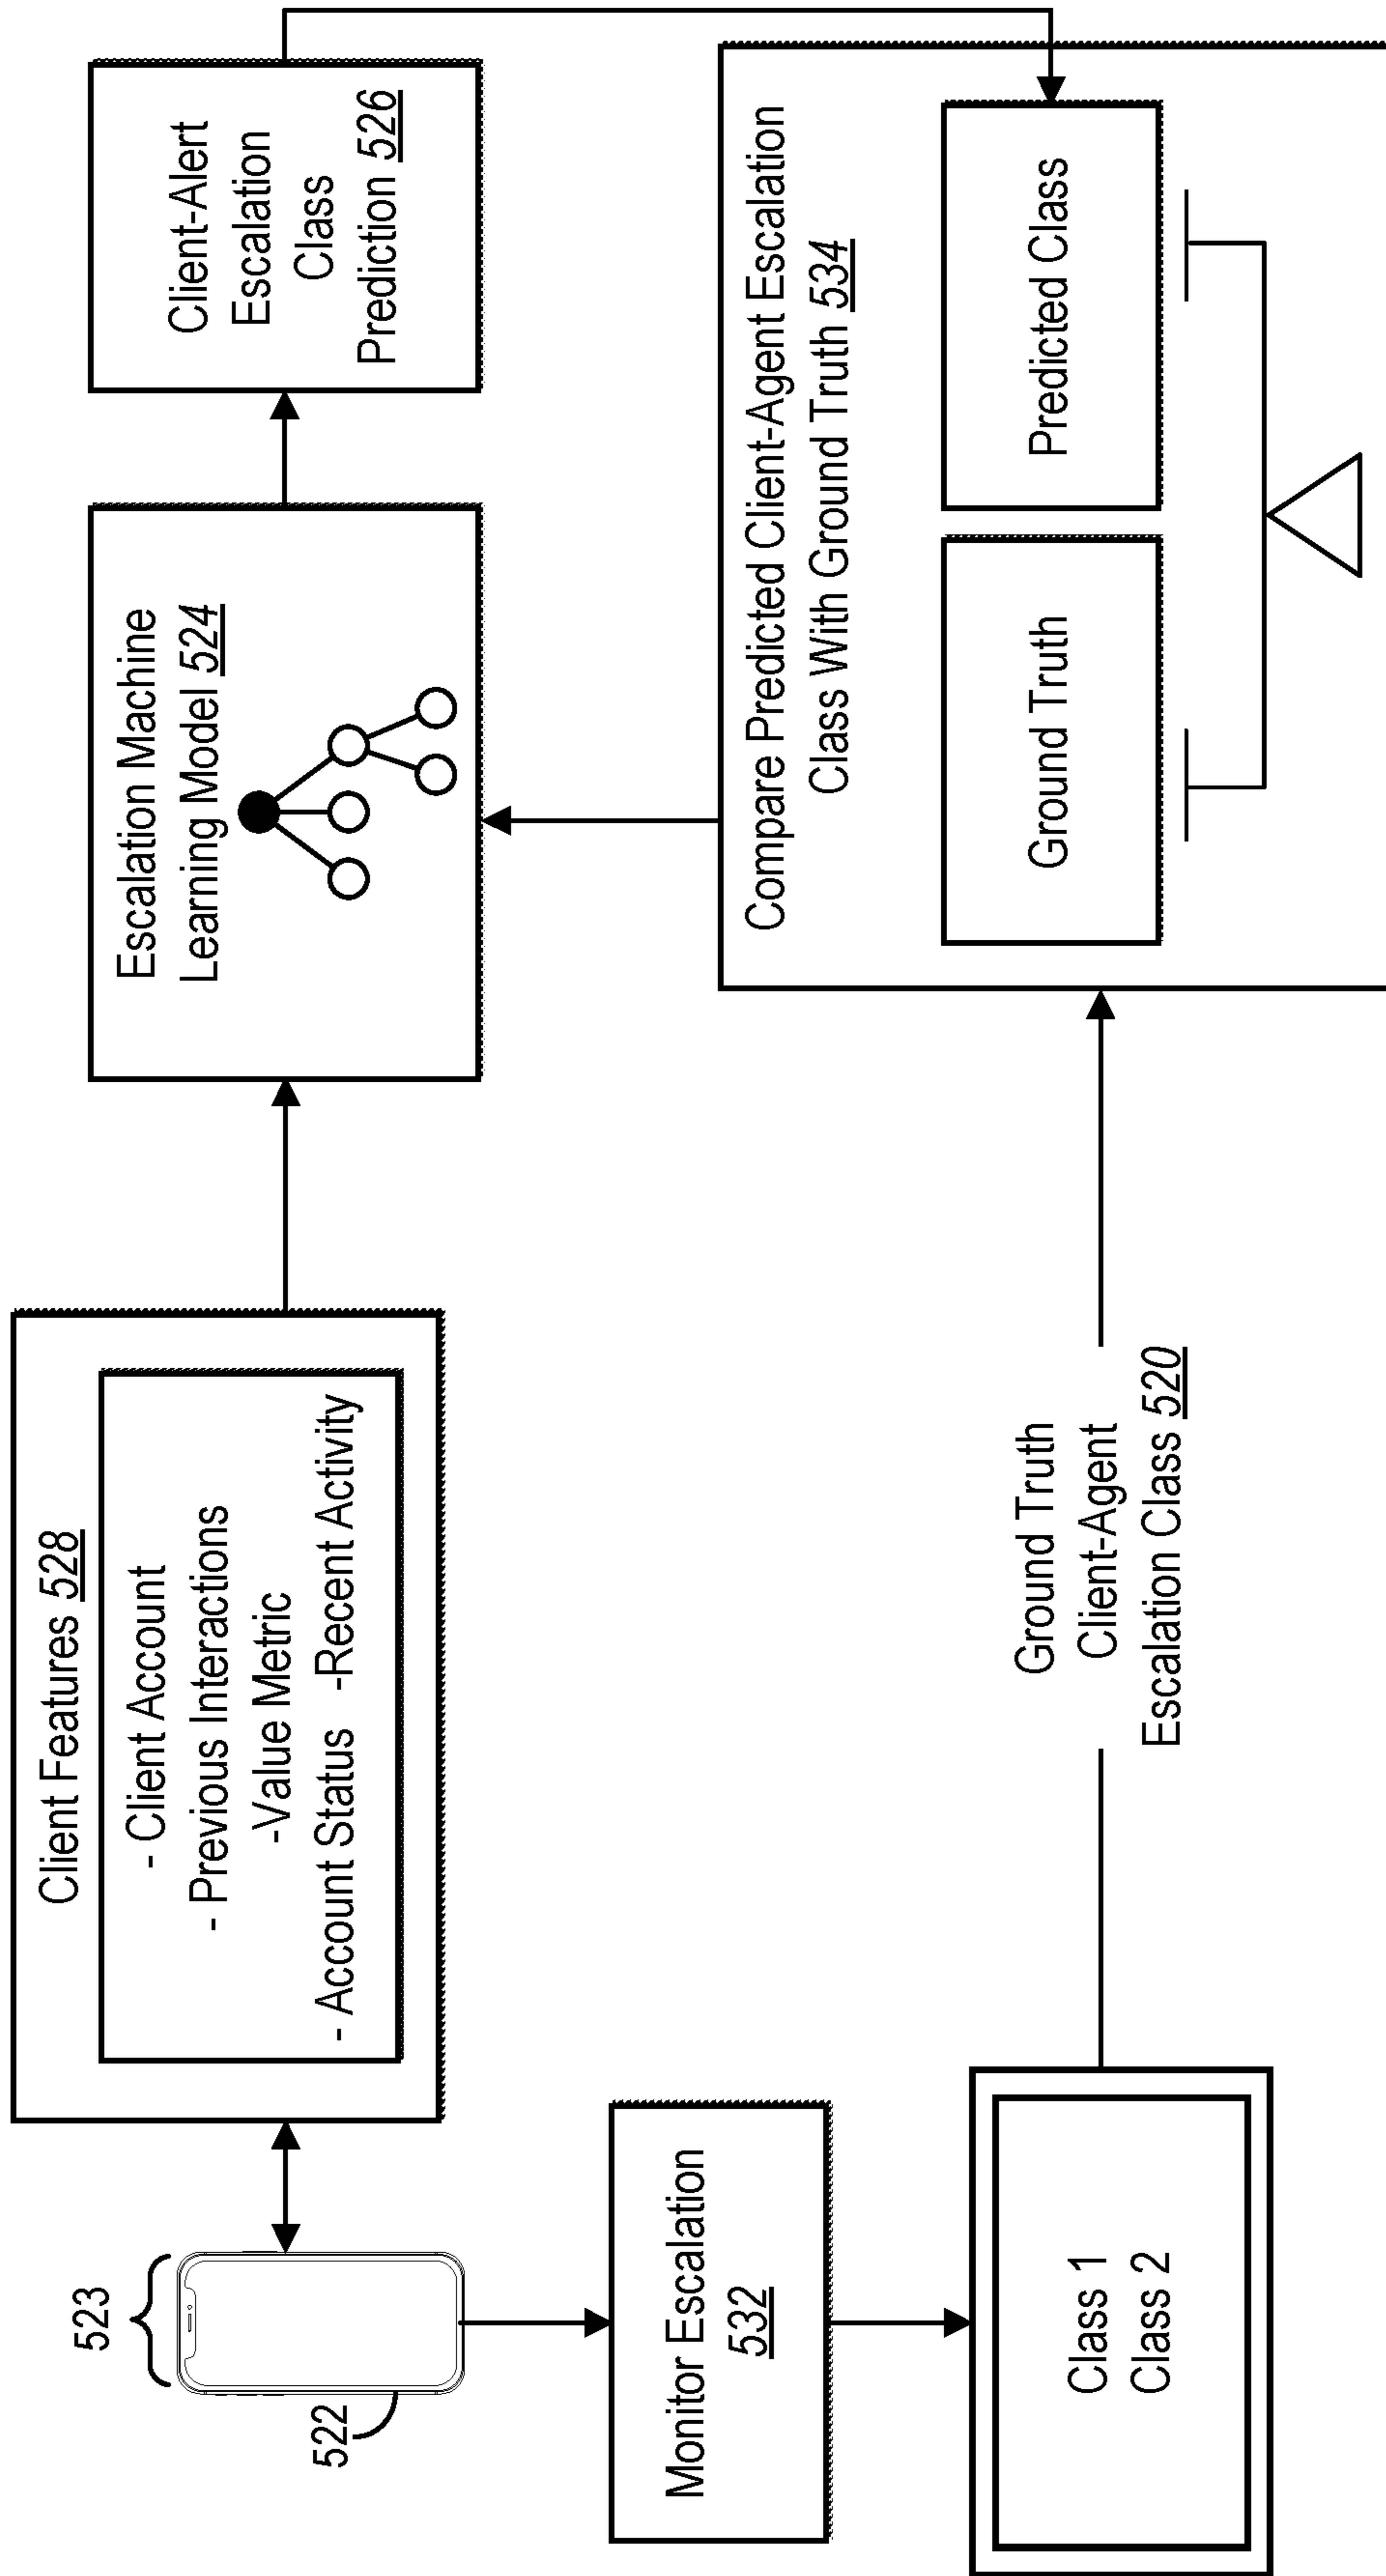 523
522
Client Features 528
- Client Account
- Previous Interactions
-Value Metric
- Account Status -Recent Activity
Escalation Machine
Learning Model 524
Client-Alert
Escalation
Class
Prediction 526
Monitor Escalation
532
Class 1
Class 2
Ground Truth
Client-Agent
Escalation Class 520
Compare Predicted Client-Agent Escalation
Class With Ground Truth 534
Ground Truth
Predicted Class